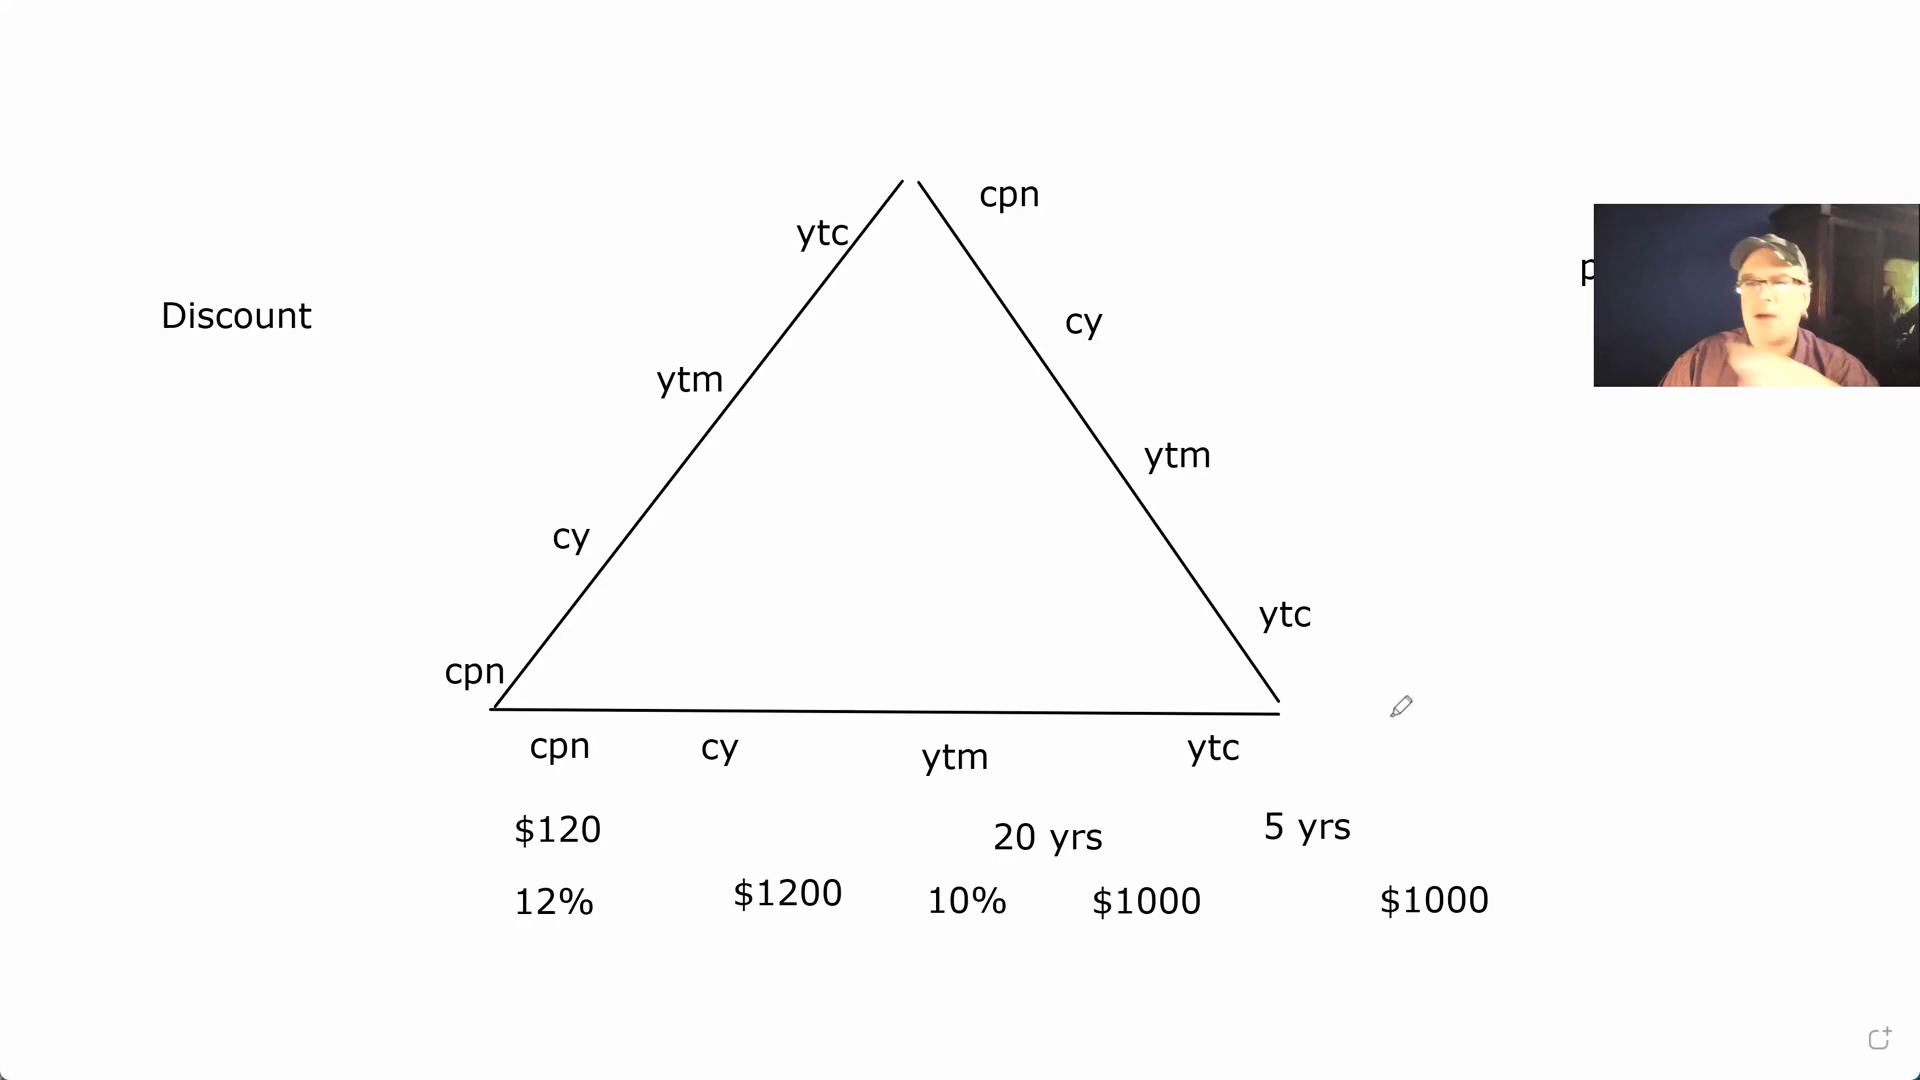 cpn
ytc
Discount
cy
ytm
ytm
cy
ytc
cpn
cpn cy ytm ytc
$120 20 yrs 5 yrs
12% $1200 10% $1000 $1000